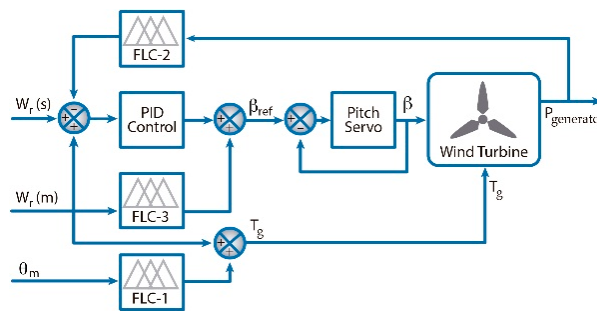 FLC-2
Wᵣ (s)
−
+
+
PID
Control
+
+
βref
+
−
Pitch
Servo
β
Wind Turbine
Pgenerato
Wᵣ (m)
FLC-3
Tg
Tg
+
+
θm
FLC-1